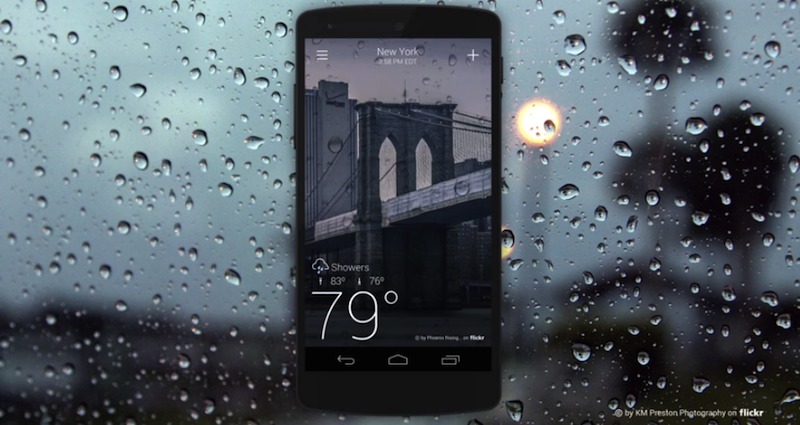 New York
3:58 PM EDT
Showers
83° 76°
79°
© by Phoenix Rising.. on flickr
© by KM Preston Photography on flickr